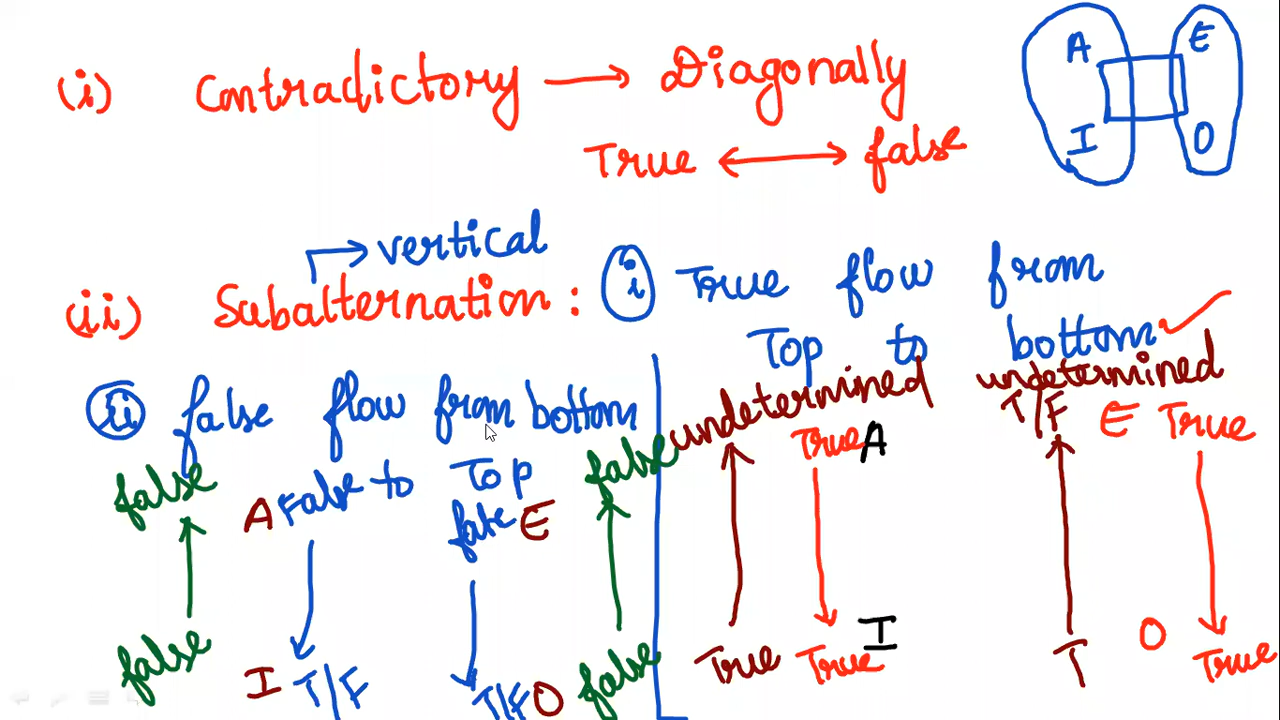 (i) Contradictory → Diagonally
True ↔ false
A E
I O
→ vertical
(ii) Subalternation : (i) True flow from
Top to bottom ✓
(ii) false flow from bottom
to Top
false
A False
false E
false
↑ ↓ ↓ ↑
false
I T/F
T/F O
false
undetermined
True A
↑ ↓
True
True I
undetermined
T/F
E True
↑ ↓
T
O True